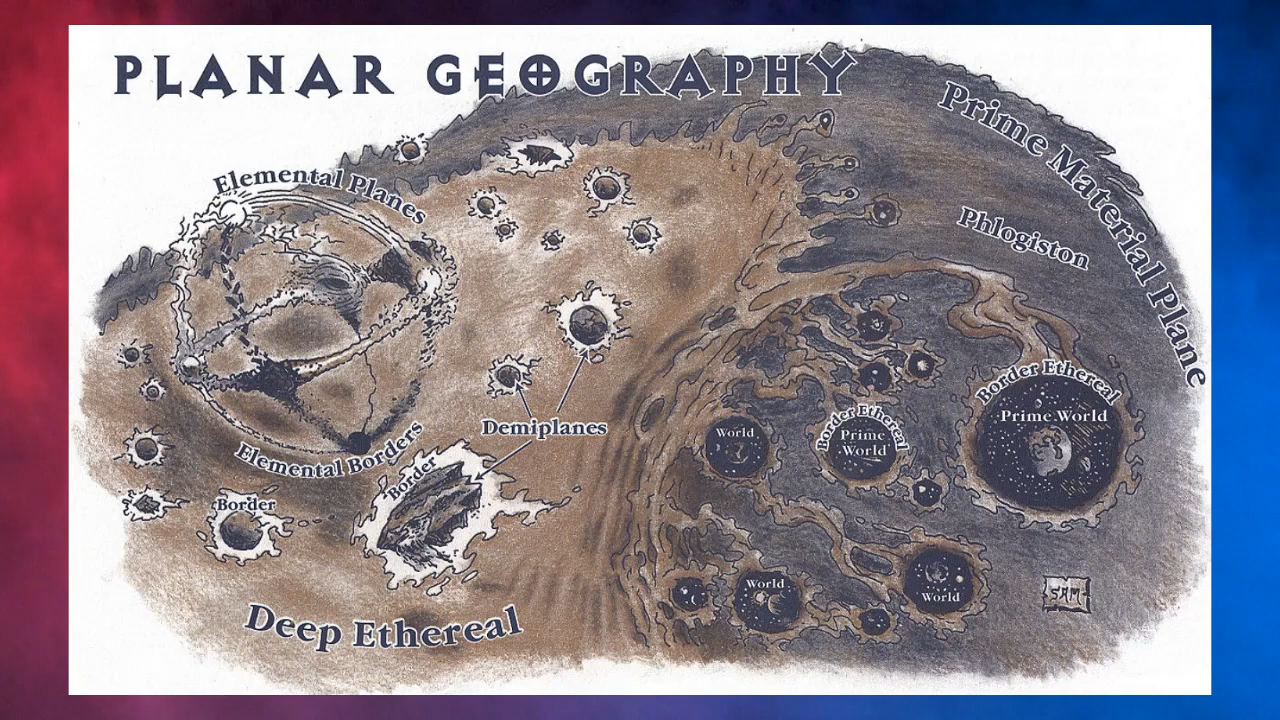 PLANAR GEOGRAPHY
Prime Material Plane
Elemental Planes
Phlogiston
Border Ethereal
Prime World
Border Ethereal
Prime
World
World
Demiplanes
Elemental Borders
Border
Border
World
World
Deep Ethereal
SAM